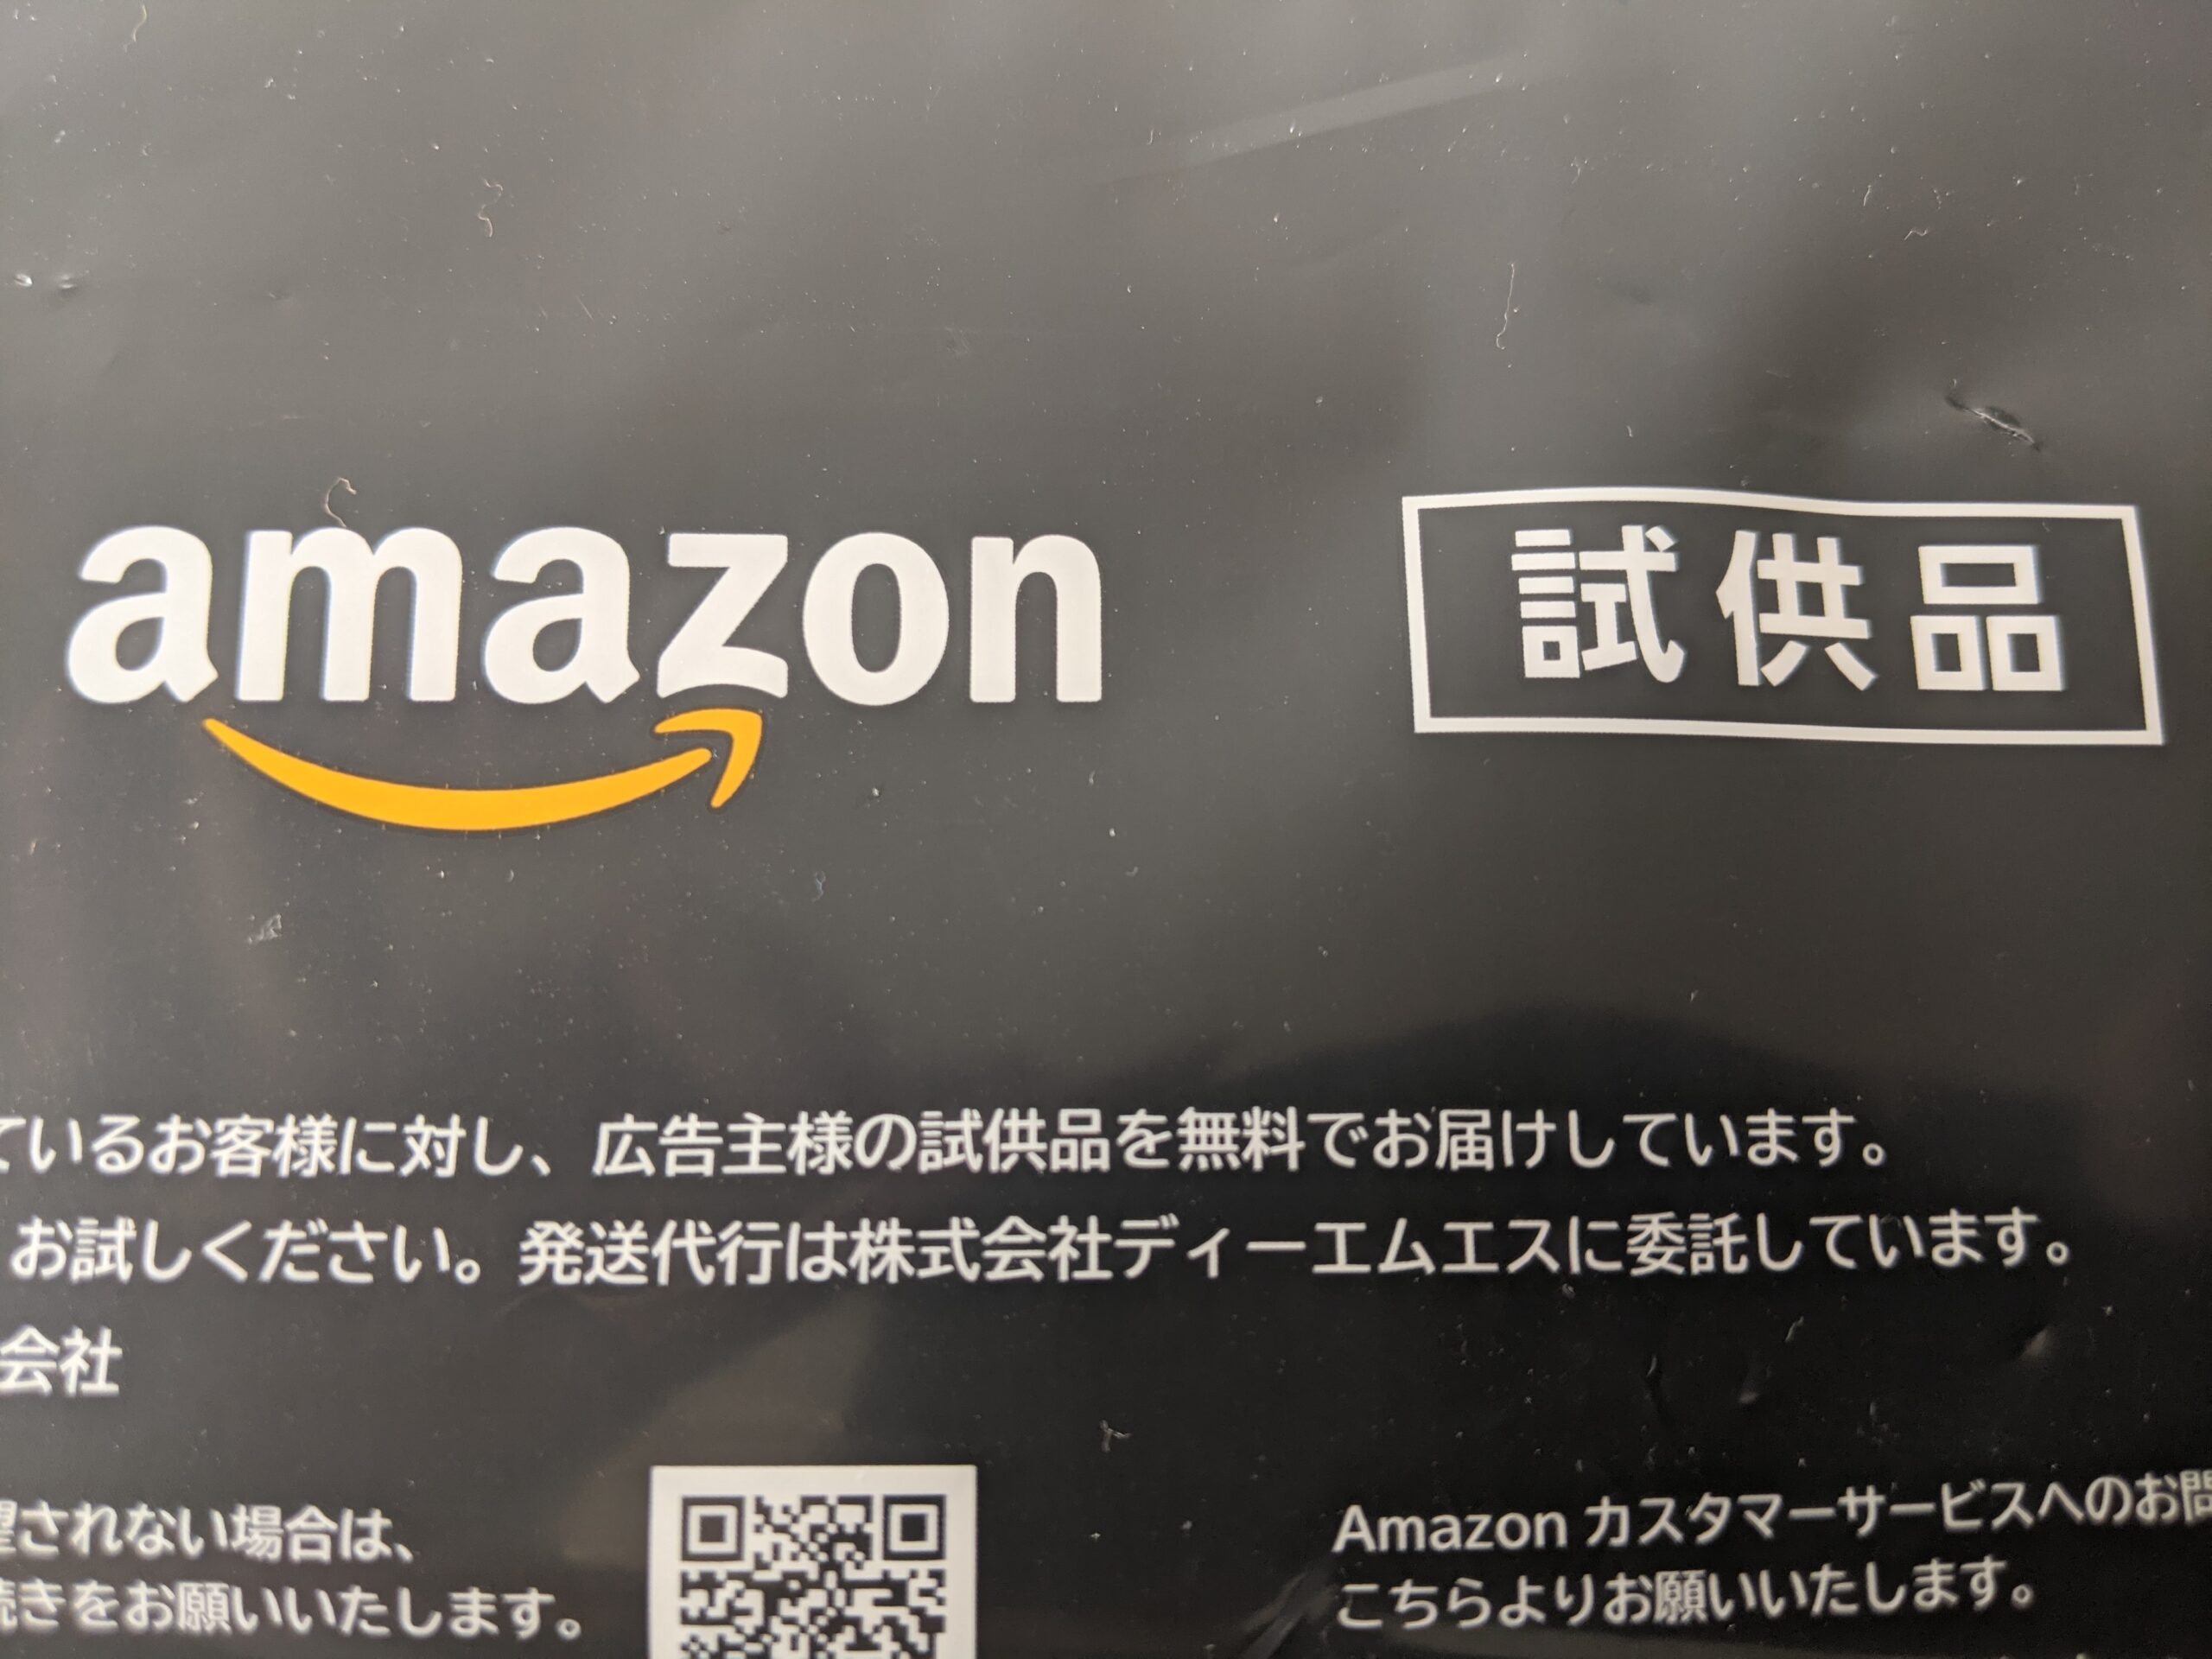 amazon
試供品
ているお客様に対し、広告主様の試供品を無料でお届けしています。
お試しください。発送代行は株式会社ディーエムエスに委託しています。
会社
されない場合は、
きをお願いいたします。
Amazon カスタマーサービスへのお問
こちらよりお願いいたします。